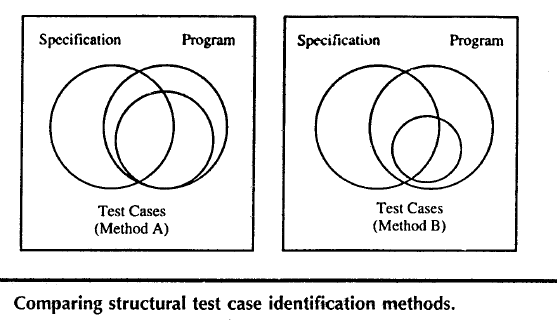 Specification Program
Test Cases
(Method A)
Specification Program
Test Cases
(Method B)
Comparing structural test case identification methods.